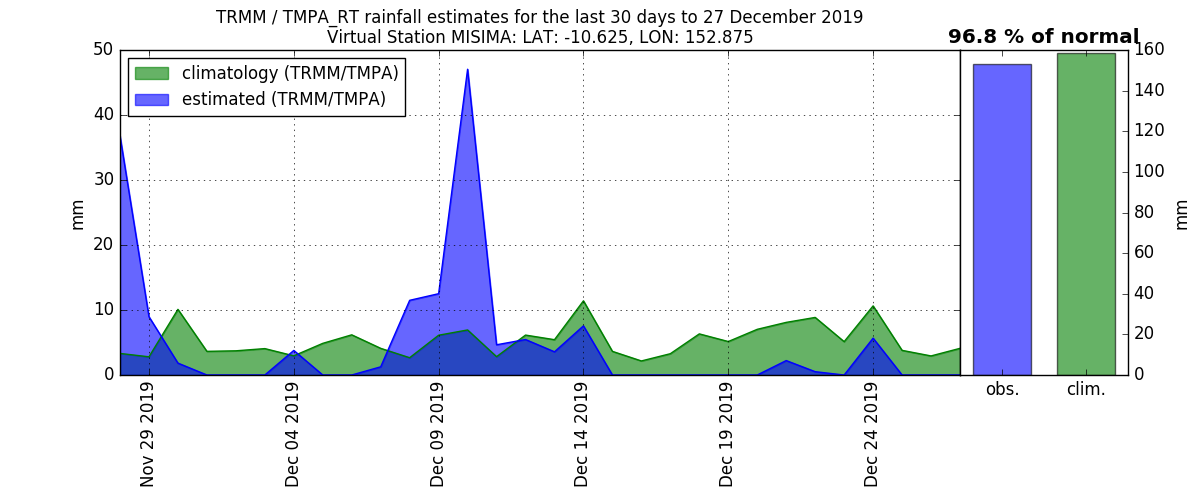 TRMM / TMPA_RT rainfall estimates for the last 30 days to 27 December 2019
Virtual Station MISIMA: LAT: -10.625, LON: 152.875
96.8 % of normal
climatology (TRMM/TMPA)
estimated (TRMM/TMPA)
50
40
30
20
10
0
mm
Nov 29 2019
Dec 04 2019
Dec 09 2019
Dec 14 2019
Dec 19 2019
Dec 24 2019
obs.
clim.
160
140
120
100
80
60
40
20
0
mm